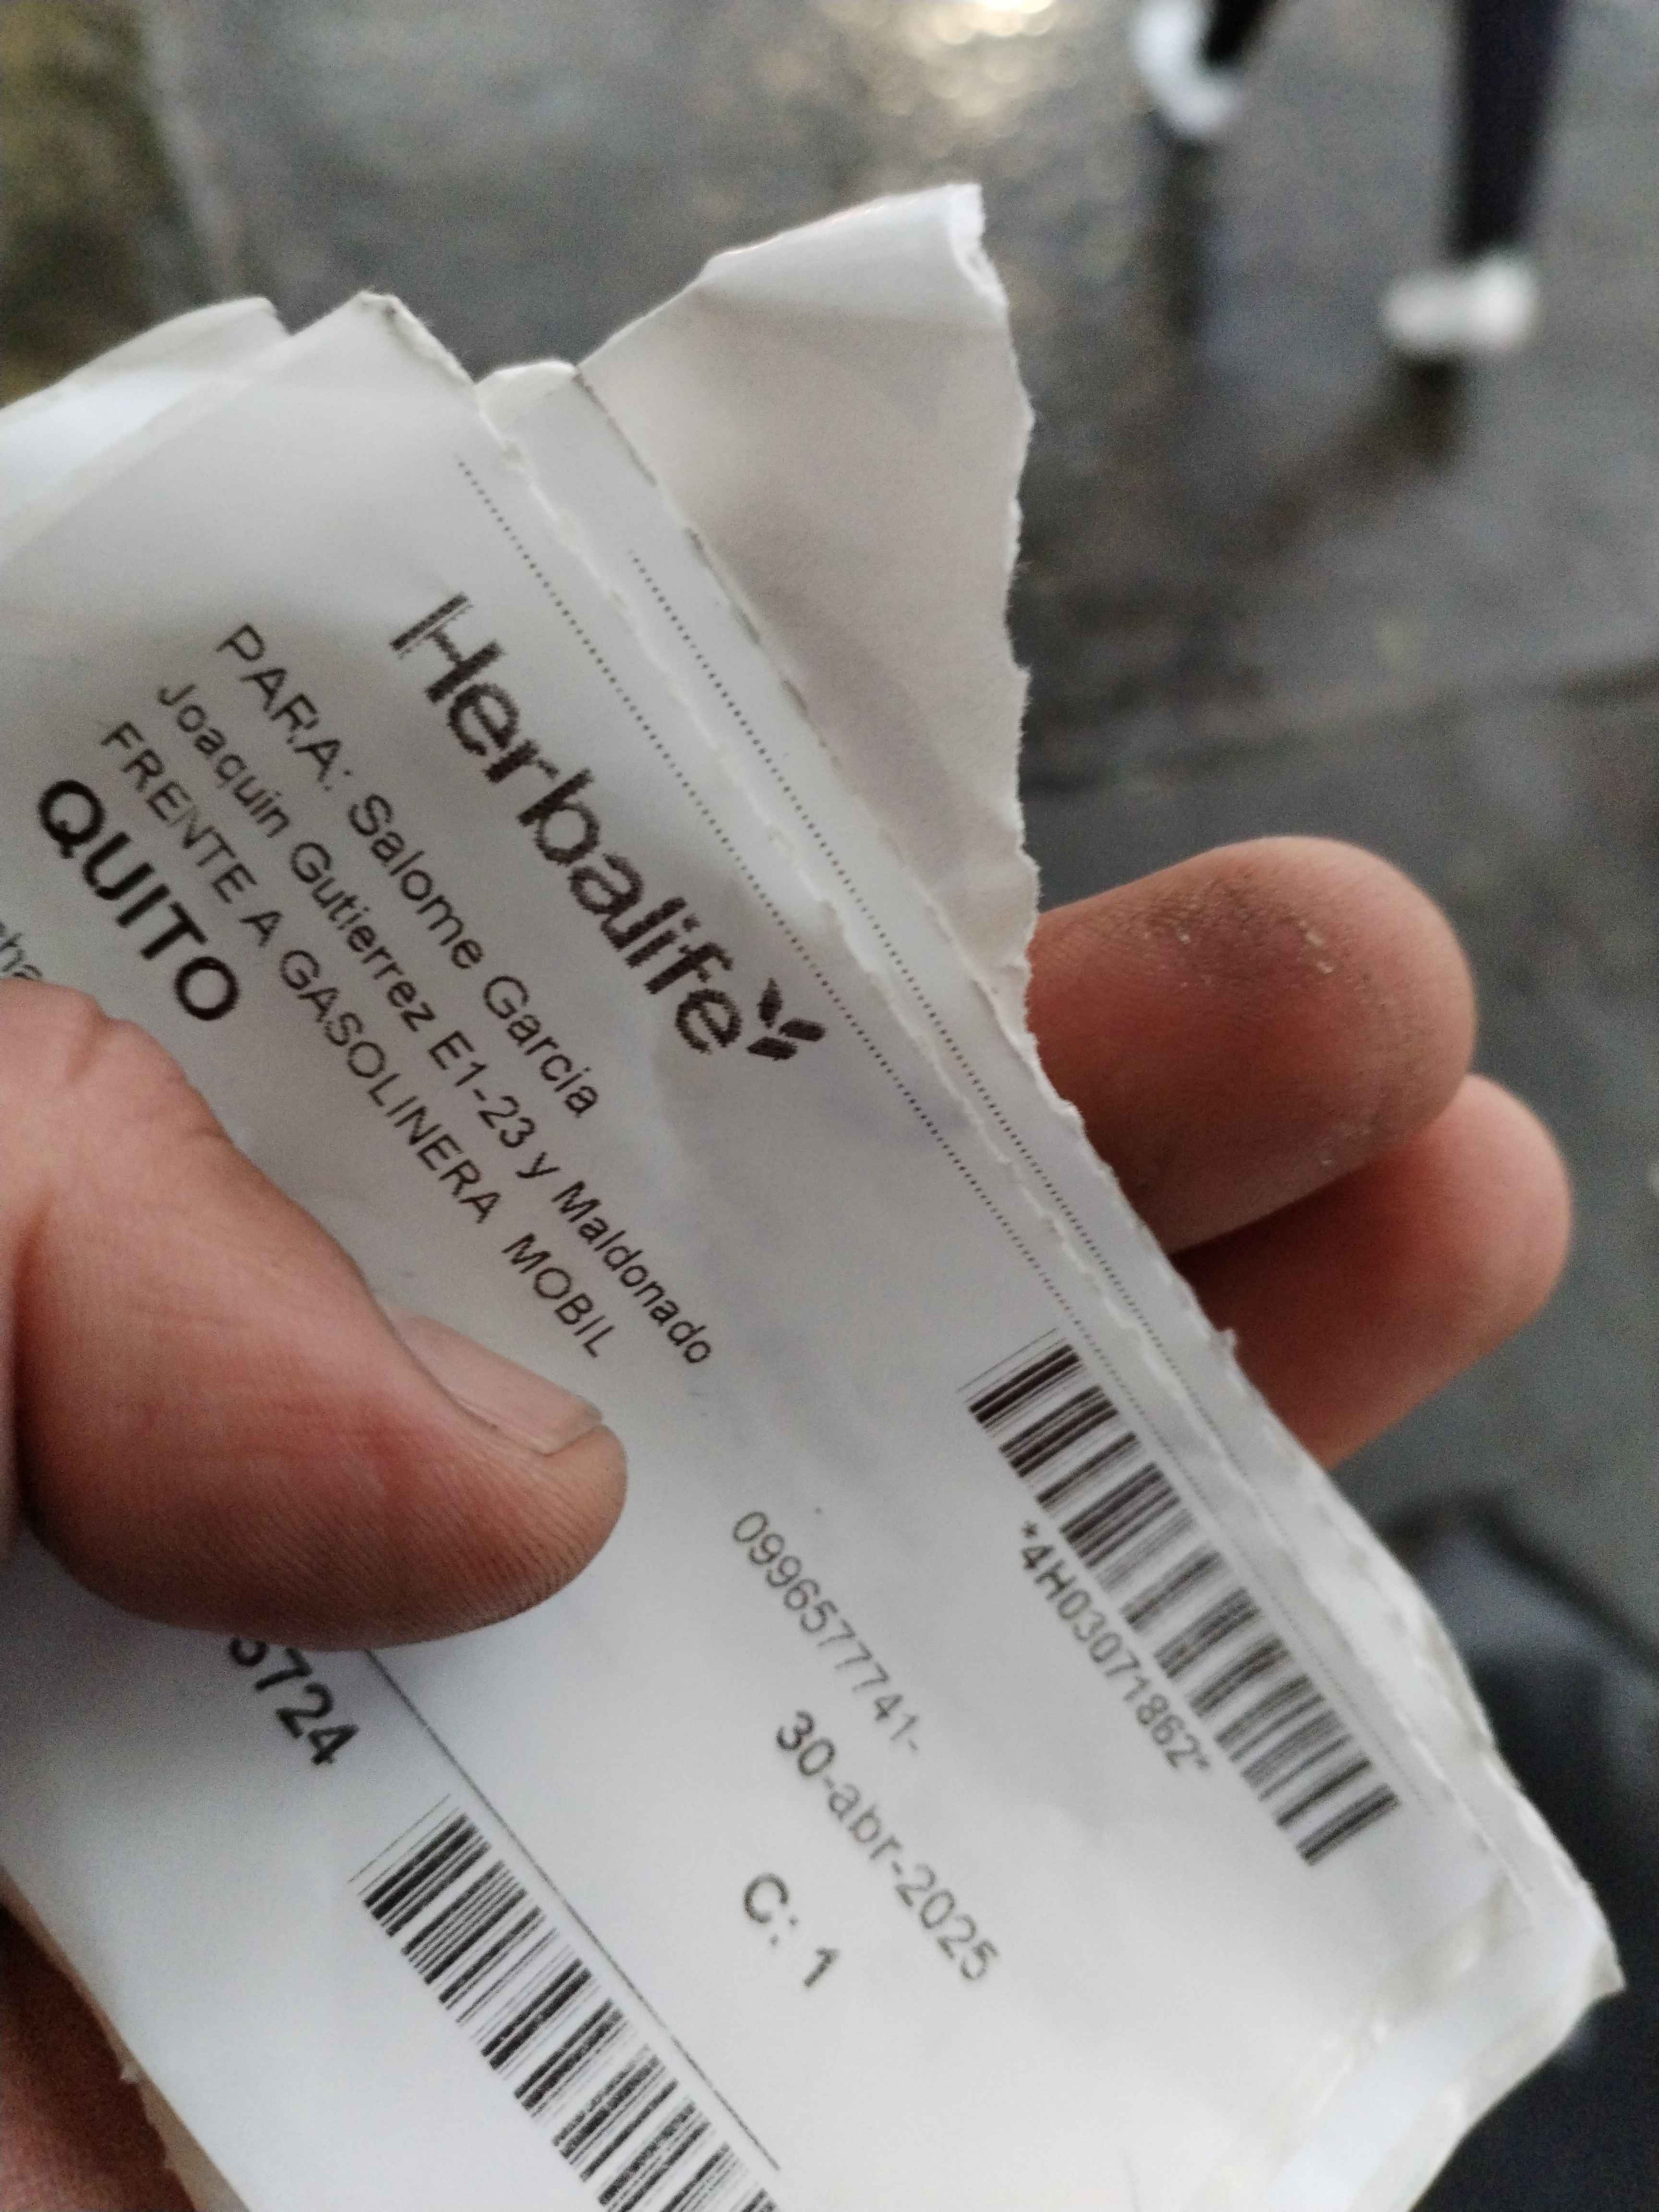 Herbalife
PARA: Salome Garcia
Joaquin Gutierrez E1-23 y Maldonado
FRENTE A GASOLINERA MOBIL
QUITO
*4H03071862*
0996577741-
30-abr-2025
C: 1
3724